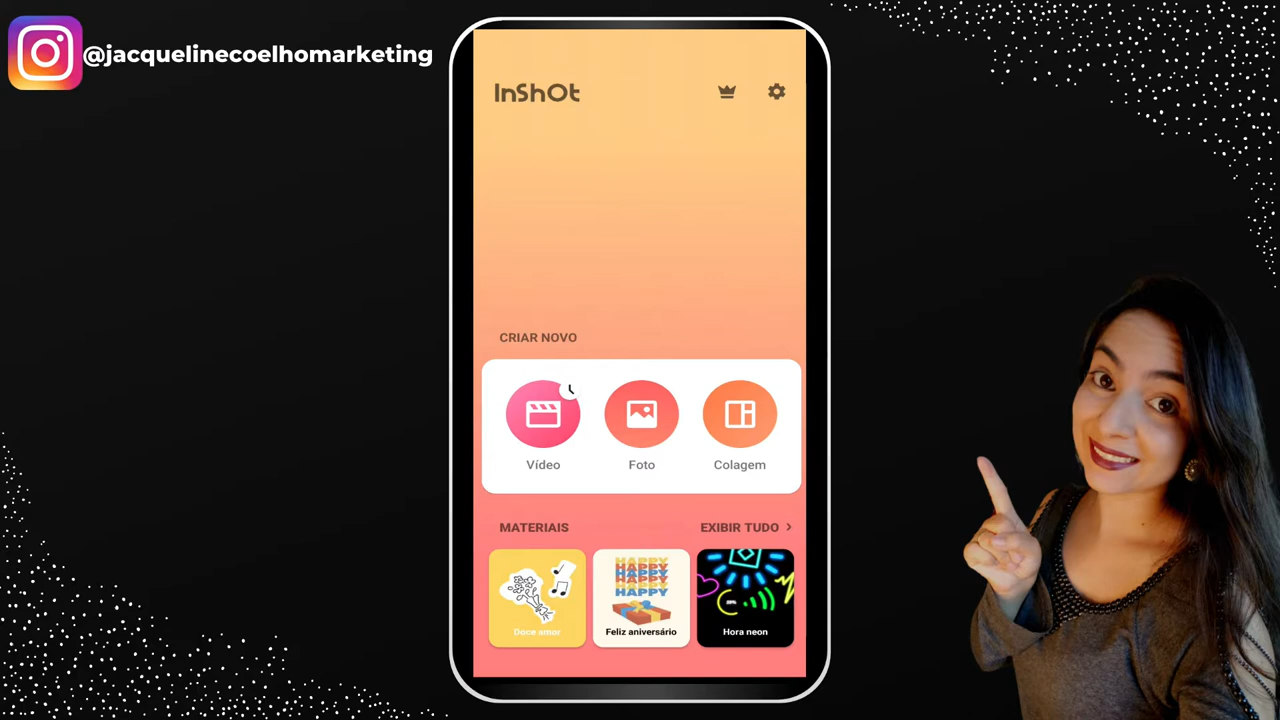 @jacquelinecoelhomarketing
InShOt
CRIAR NOVO
Vídeo
Foto
Colagem
MATERIAIS
EXIBIR TUDO >
HAPPY
HAPPY
HAPPY
HAPPY
HAPPY
HAPPY
Doce amor
Feliz aniversário
Hora neon